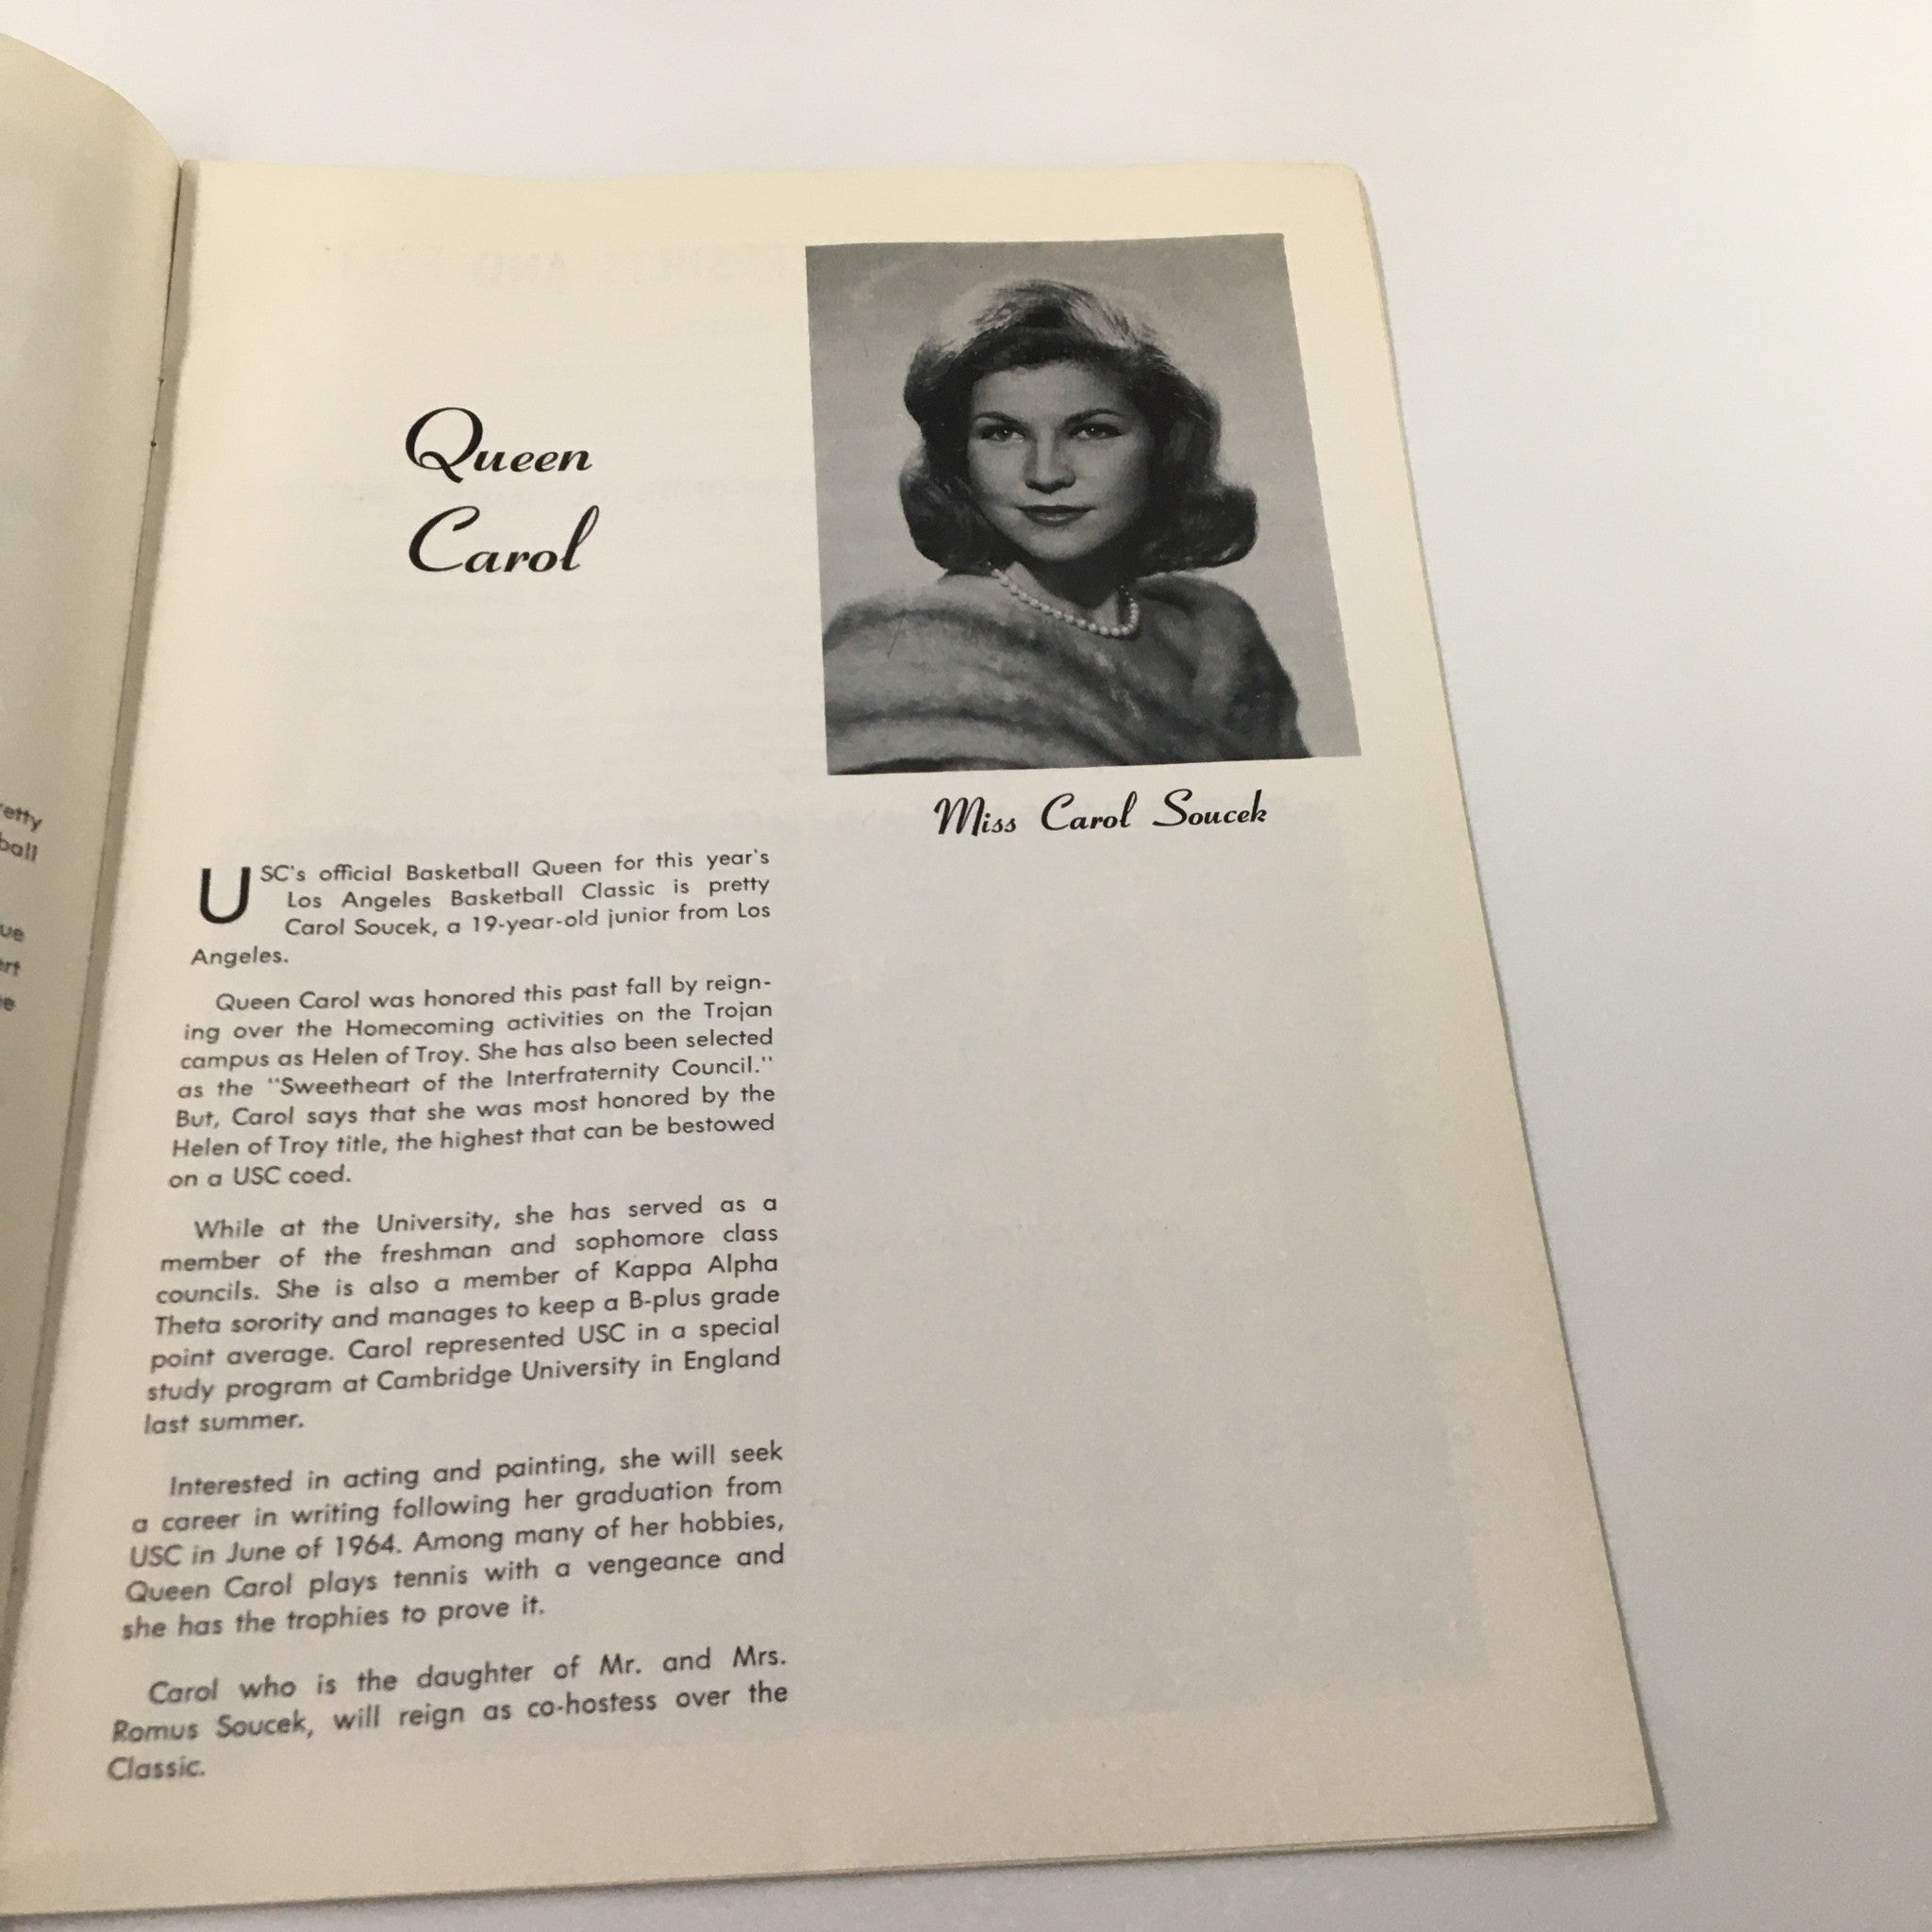 etty
ball
ue
ert
e
Queen
Carol
Miss Carol Soucek
USC's official Basketball Queen for this year's
Los Angeles Basketball Classic is pretty
Carol Soucek, a 19-year-old junior from Los
Angeles.
Queen Carol was honored this past fall by reign-
ing over the Homecoming activities on the Trojan
campus as Helen of Troy. She has also been selected
as the "Sweetheart of the Interfraternity Council."
But, Carol says that she was most honored by the
Helen of Troy title, the highest that can be bestowed
on a USC coed.
While at the University, she has served as a
member of the freshman and sophomore class
councils. She is also a member of Kappa Alpha
Theta sorority and manages to keep a B-plus grade
point average. Carol represented USC in a special
study program at Cambridge University in England
last summer.
Interested in acting and painting, she will seek
a career in writing following her graduation from
USC in June of 1964. Among many of her hobbies,
Queen Carol plays tennis with a vengeance and
she has the trophies to prove it.
Carol who is the daughter of Mr. and Mrs.
Romus Soucek, will reign as co-hostess over the
Classic.